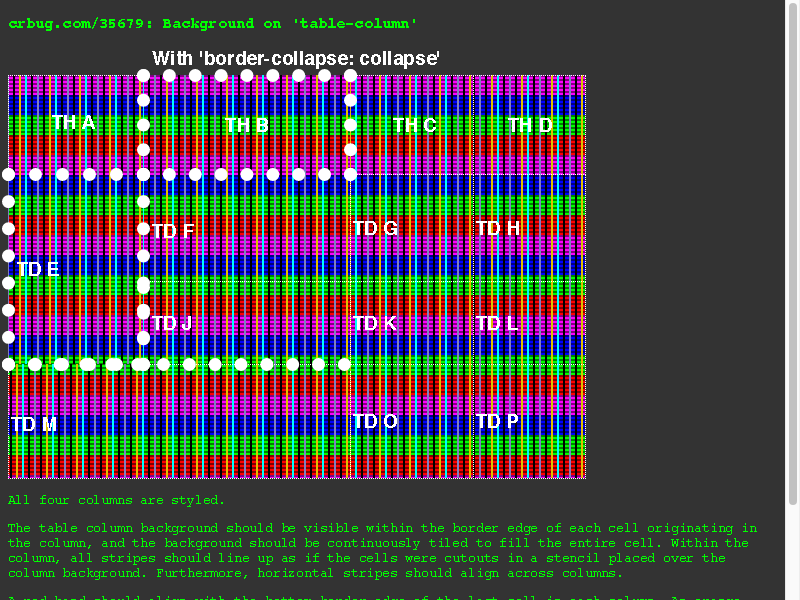 crbug.com/35679: Background on 'table-column'
With 'border-collapse: collapse'
TH A TH B TH C TH D
TD E TD F TD G TD H
TD J TD K TD L
TD M TD O TD P
All four columns are styled.
The table column background should be visible within the border edge of each cell originating in
the column, and the background should be continuously tiled to fill the entire cell. Within the
column, all stripes should line up as if the cells were cutouts in a stencil placed over the
column background. Furthermore, horizontal stripes should align across columns.